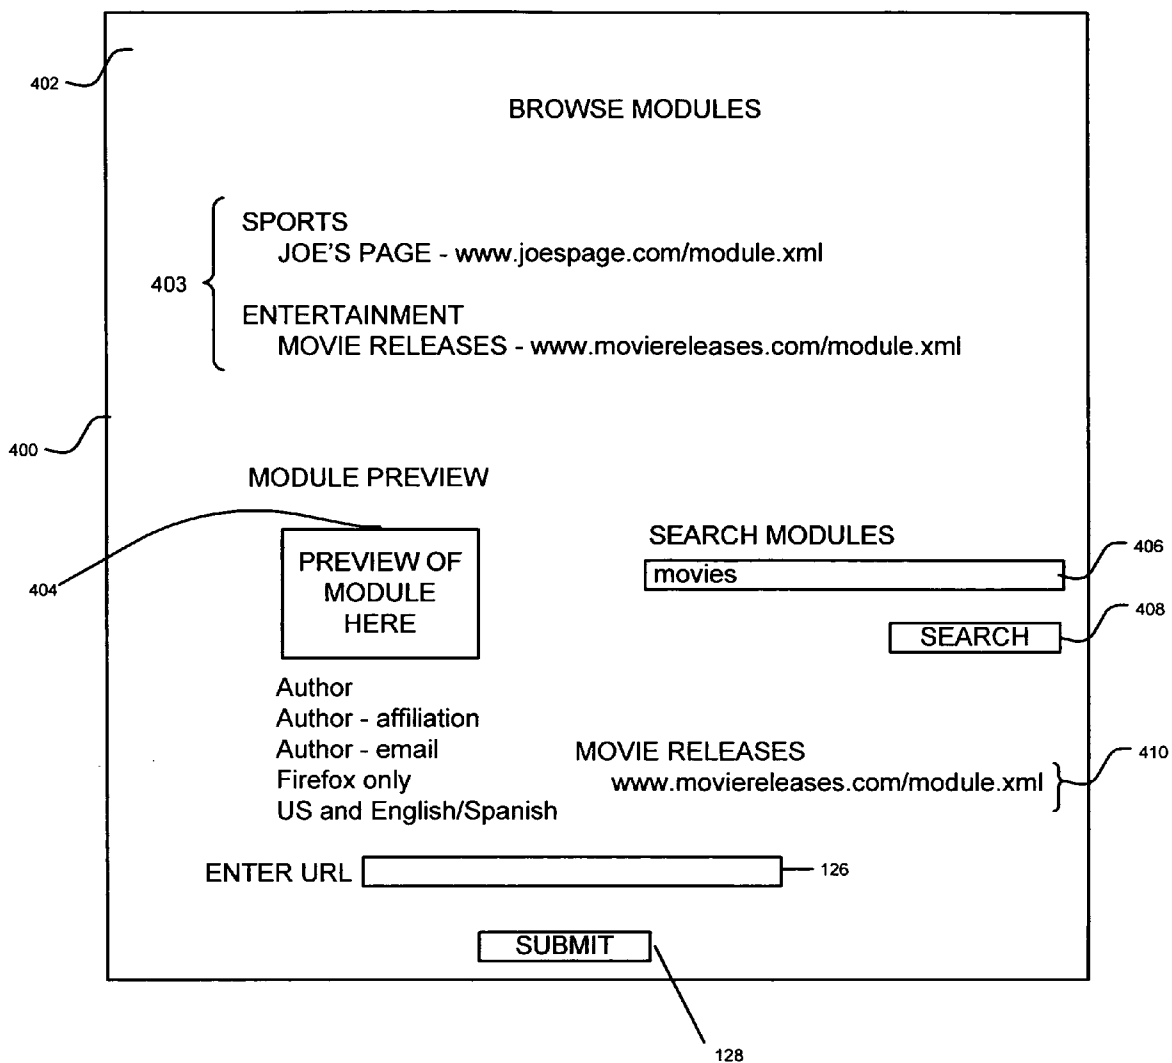 402
BROWSE MODULES
403
SPORTS
JOE'S PAGE - www.joespage.com/module.xml
ENTERTAINMENT
MOVIE RELEASES - www.moviereleases.com/module.xml
400
MODULE PREVIEW
404
PREVIEW OF
MODULE
HERE
Author
Author - affiliation
Author - email
Firefox only
US and English/Spanish
SEARCH MODULES
movies
406
SEARCH
408
MOVIE RELEASES
www.moviereleases.com/module.xml
410
ENTER URL
126
SUBMIT
128